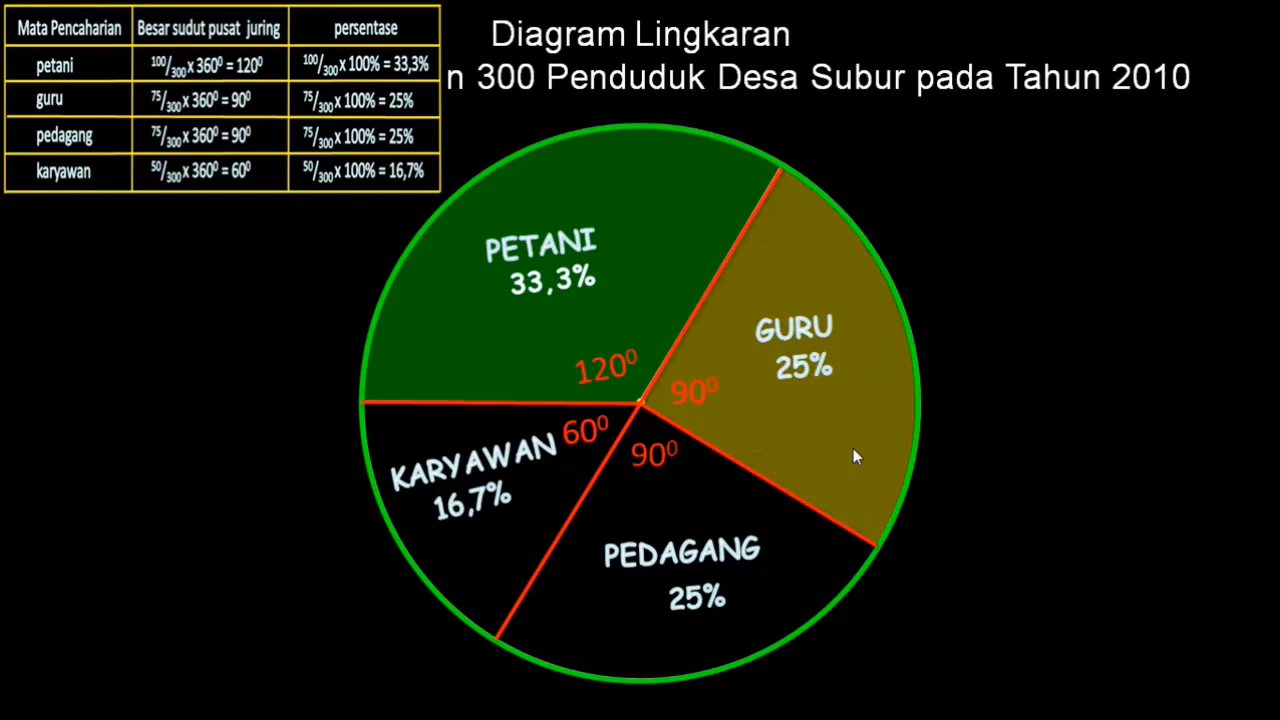 Mata Pencaharian Besar sudut pusat juring persentase
petani 100/300 x 360⁰ = 120⁰ 100/300 x 100% = 33,3%
guru 75/300 x 360⁰ = 90⁰ 75/300 x 100% = 25%
pedagang 75/300 x 360⁰ = 90⁰ 75/300 x 100% = 25%
karyawan 50/300 x 360⁰ = 60⁰ 50/300 x 100% = 16,7%
Diagram Lingkaran
n 300 Penduduk Desa Subur pada Tahun 2010
PETANI
33,3%
120⁰
GURU
25%
90⁰
KARYAWAN
16,7%
60⁰
90⁰
PEDAGANG
25%